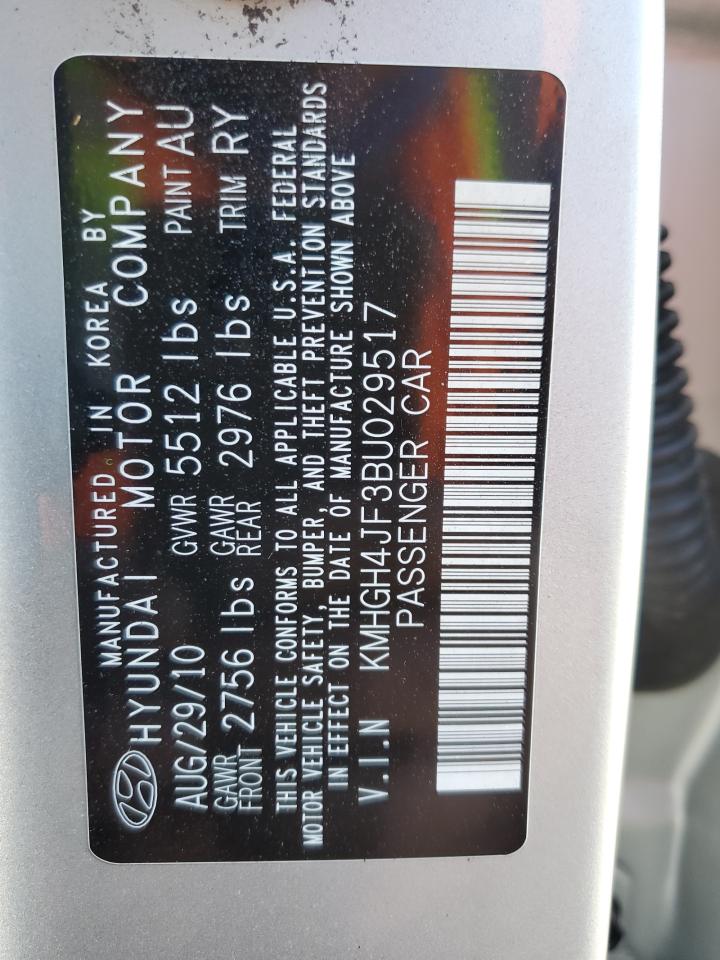 MANUFACTURED IN KOREA BY
HYUNDAI MOTOR COMPANY
AUG/29/10 GVWR 5512 lbs PAINT AU
GAWR FRONT 2756 lbs GAWR REAR 2976 lbs TRIM RY
THIS VEHICLE CONFORMS TO ALL APPLICABLE U.S.A. FEDERAL
MOTOR VEHICLE SAFETY, BUMPER, AND THEFT PREVENTION STANDARDS
IN EFFECT ON THE DATE OF MANUFACTURE SHOWN ABOVE
V.I.N KMHGH4JF3BU029517
PASSENGER CAR